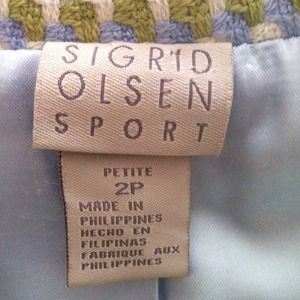 SIGRID
OLSEN
SPORT
PETITE
2P
MADE IN
PHILIPPINES
HECHO EN
FILIPINAS
FABRIQUE AUX
PHILIPPINES